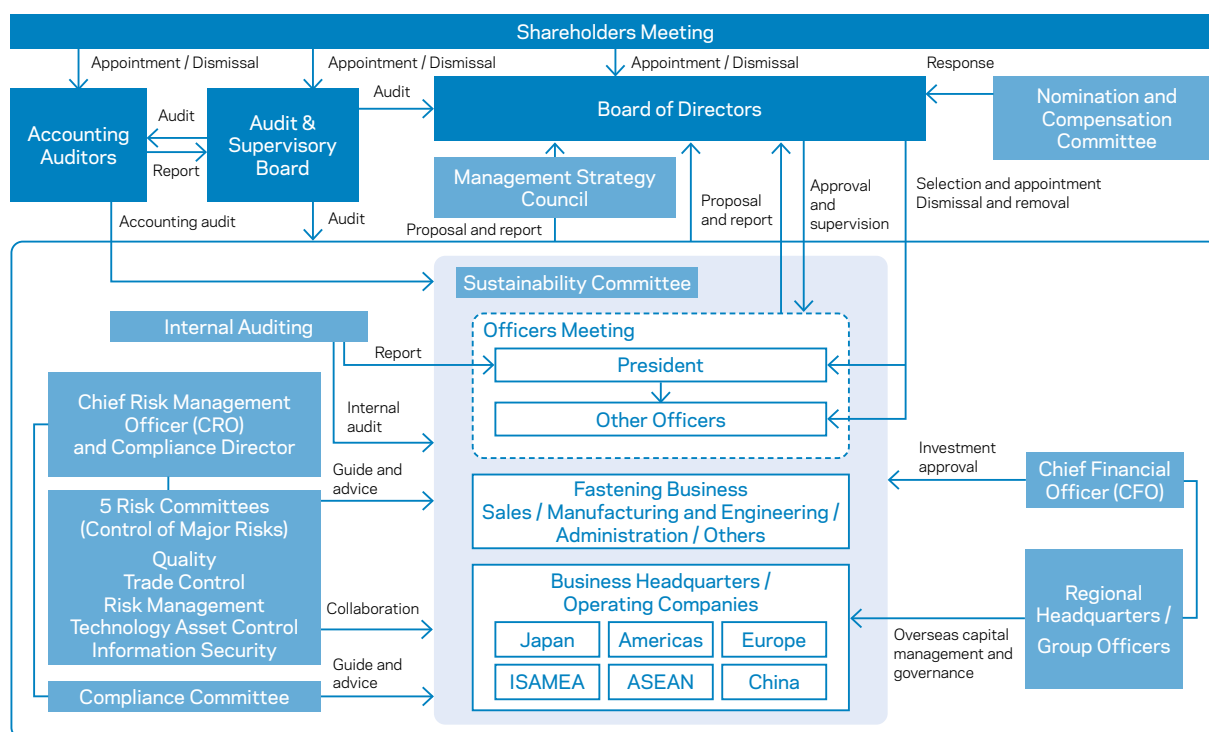 Shareholders Meeting
Appointment / Dismissal
Appointment / Dismissal
Appointment / Dismissal
Response
Accounting
Auditors
Audit
Report
Audit &
Supervisory
Board
Audit
Board of Directors
Nomination and
Compensation
Committee
Management Strategy
Council
Accounting audit
Audit
Proposal and report
Proposal
and report
Approval
and
supervision
Selection and appointment
Dismissal and removal
Sustainability Committee
Internal Auditing
Report
Officers Meeting
President
Other Officers
Chief Risk Management
Officer (CRO)
and Compliance Director
Internal
audit
Guide and
advice
5 Risk Committees
(Control of Major Risks)
Quality
Trade Control
Risk Management
Technology Asset Control
Information Security
Collaboration
Guide and
advice
Compliance Committee
Fastening Business
Sales / Manufacturing and Engineering /
Administration / Others
Business Headquarters /
Operating Companies
Japan
Americas
Europe
ISAMEA
ASEAN
China
Investment
approval
Chief Financial
Officer (CFO)
Overseas capital
management and
governance
Regional
Headquarters /
Group Officers